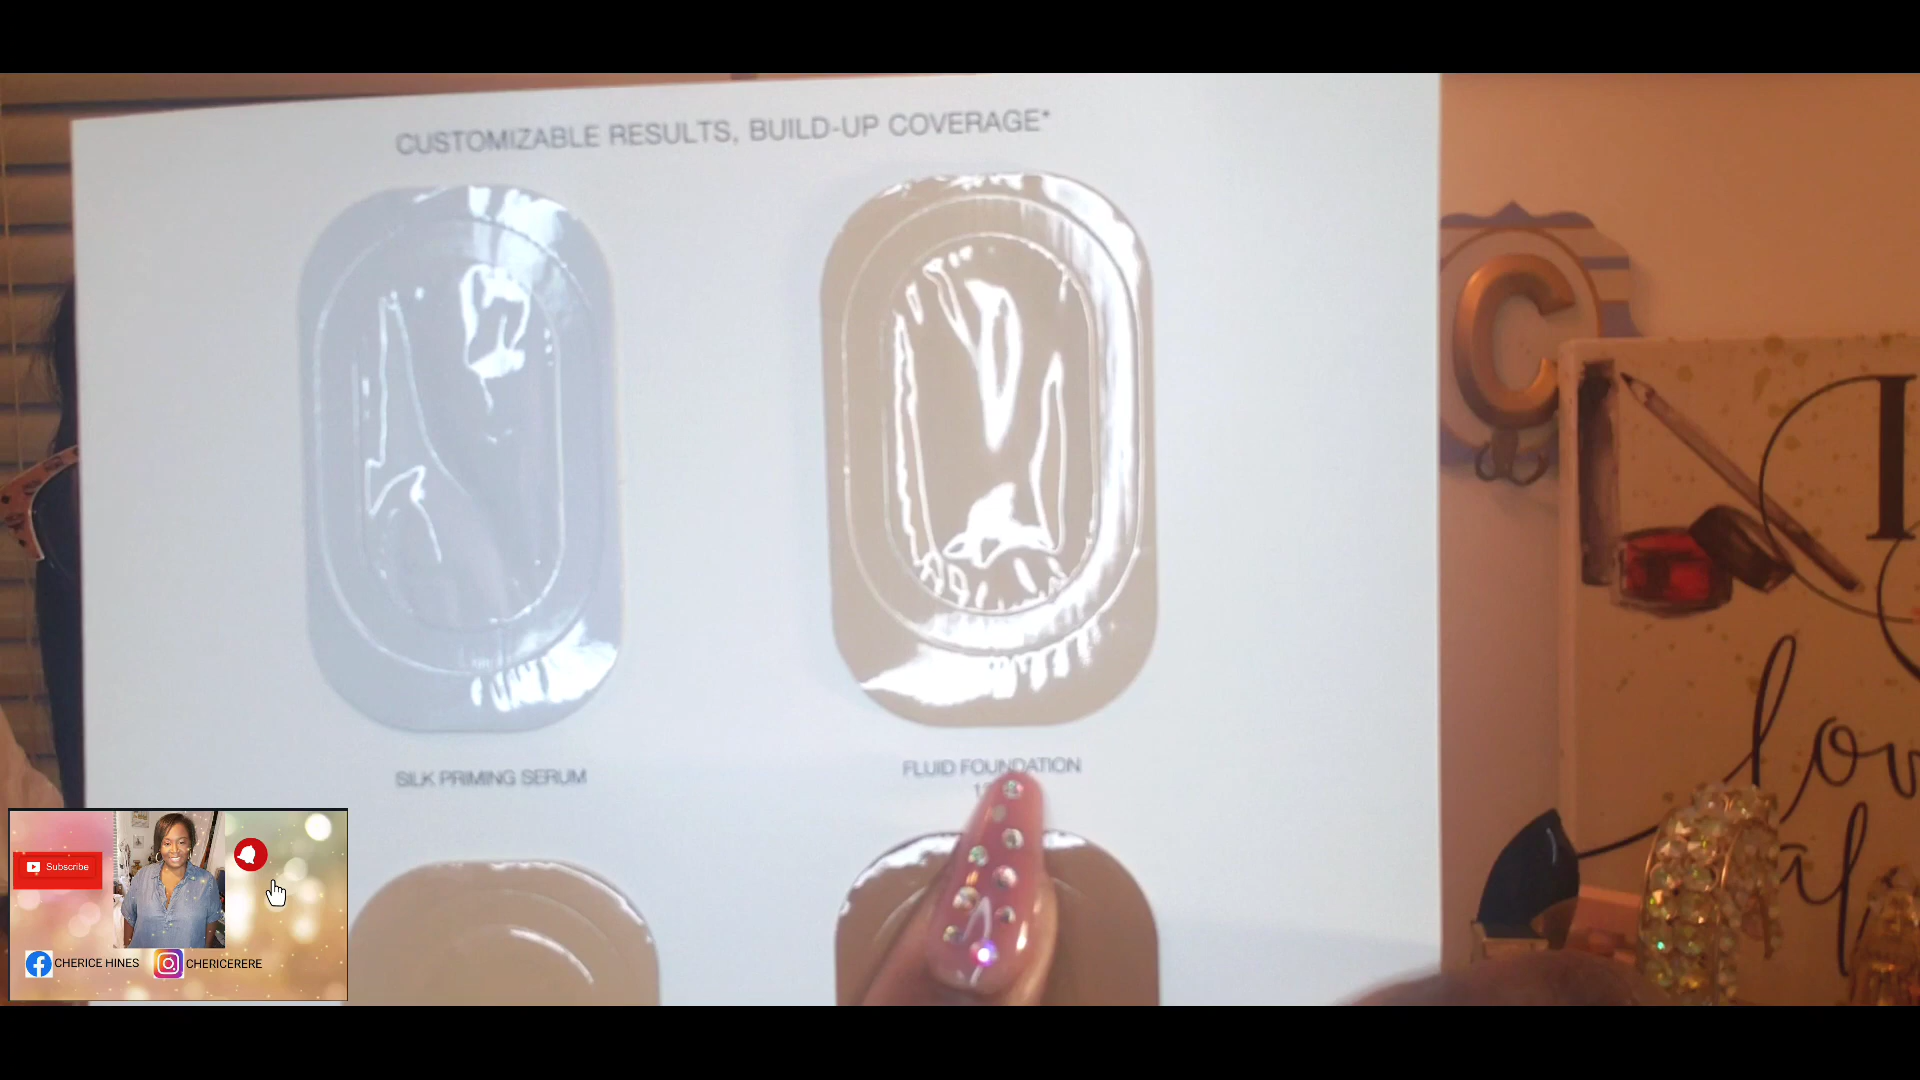 CUSTOMIZABLE RESULTS, BUILD-UP COVERAGE*
C
SILK PRIMING SERUM
FLUID FOUNDATION
Subscribe
CHERICE HINES
CHERICERERE